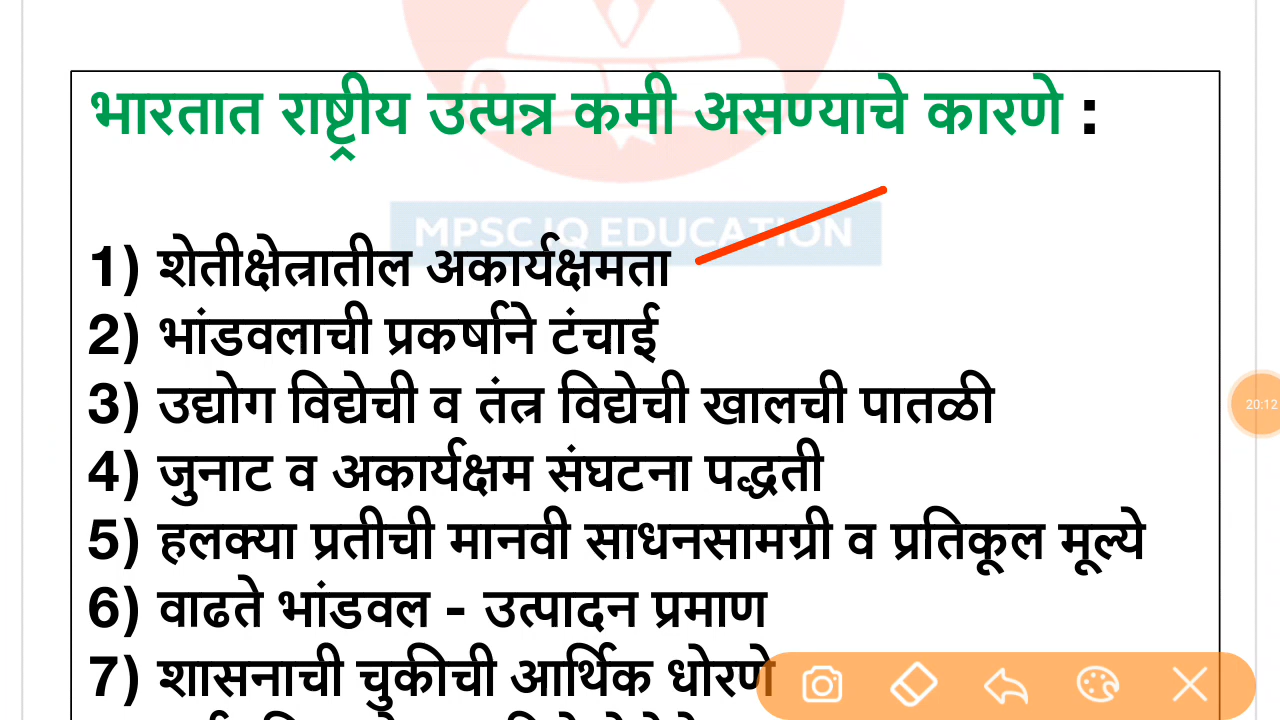 भारतात राष्ट्रीय उत्पन्न कमी असण्याचे कारणे :
MPSC IQ EDUCATION
1) शेतीक्षेत्रातील अकार्यक्षमता
2) भांडवलाची प्रकर्षाने टंचाई
3) उद्योग विद्येची व तंत्र विद्येची खालची पातळी
4) जुनाट व अकार्यक्षम संघटना पद्धती
5) हलक्या प्रतीची मानवी साधनसामग्री व प्रतिकूल मूल्ये
6) वाढते भांडवल - उत्पादन प्रमाण
7) शासनाची चुकीची आर्थिक धोरणे
20:12